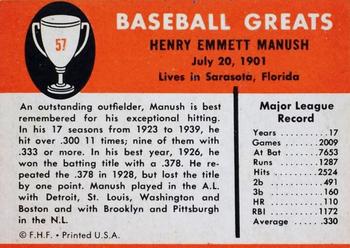 57
BASEBALL GREATS
HENRY EMMETT MANUSH
July 20, 1901
Lives in Sarasota, Florida
An outstanding outfielder, Manush is best
remembered for his exceptional hitting.
In his 17 seasons from 1923 to 1939, he
hit over .300 11 times; nine of them with
.333 or more. In his best year, 1926, he
won the batting title with a .378. He re-
peated the .378 in 1928, but lost the title
by one point. Manush played in the A.L.
with Detroit, St. Louis, Washington and
Boston and with Brooklyn and Pittsburgh
in the N.L.
© F.H.F. • Printed U.S.A.
Major League
Record
Years ........... 17
Games ........ 2009
At Bat ........ 7653
Runs .......... 1287
Hits ............ 2524
2b .............. 491
3b .............. 160
HR .............. 110
RBI ............ 1172
Average ...... .330